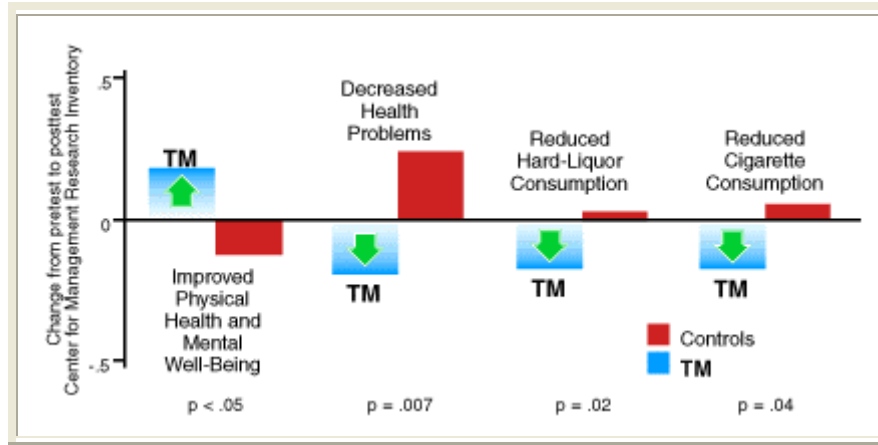 Change from pretest to posttest
Center for Management Research Inventory
.5
0
-.5
TM
Improved
Physical
Health and
Mental
Well-Being
p < .05
Decreased
Health
Problems
TM
p = .007
Reduced
Hard-Liquor
Consumption
TM
p = .02
Reduced
Cigarette
Consumption
TM
p = .04
Controls
TM